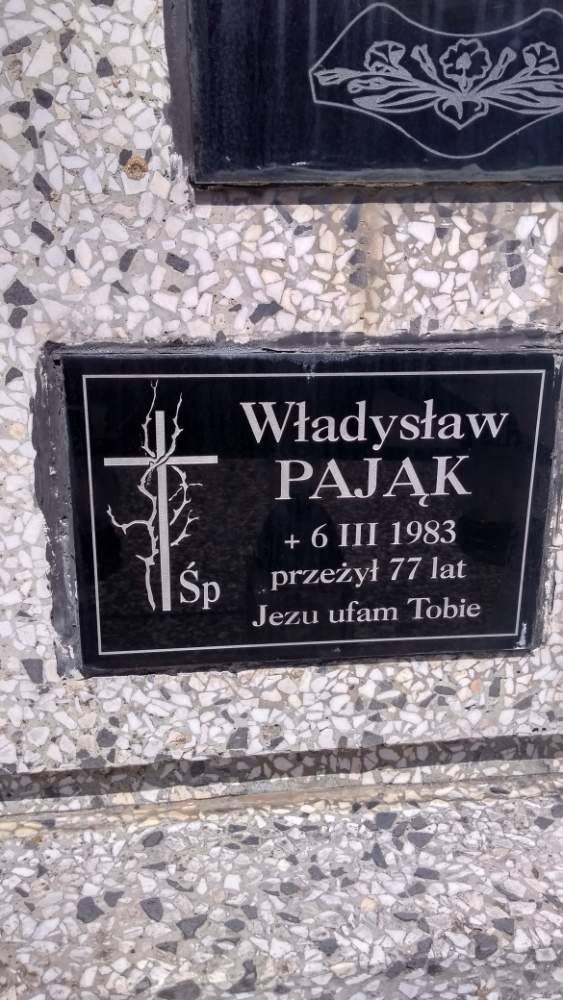 Śp
Władysław
PAJĄK
+ 6 III 1983
przeżył 77 lat
Jezu ufam Tobie